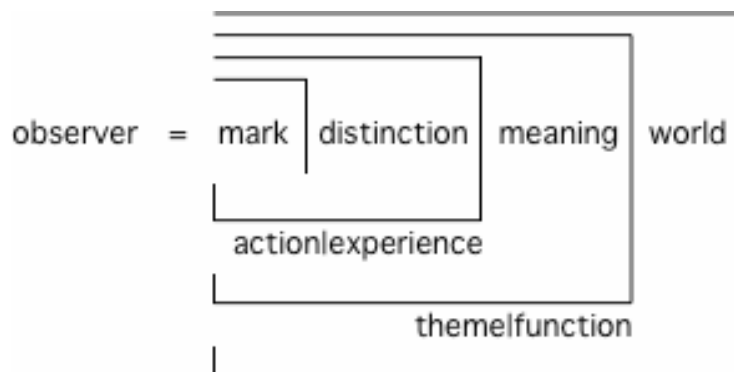 observer = mark distinction meaning world
action|experience
theme|function